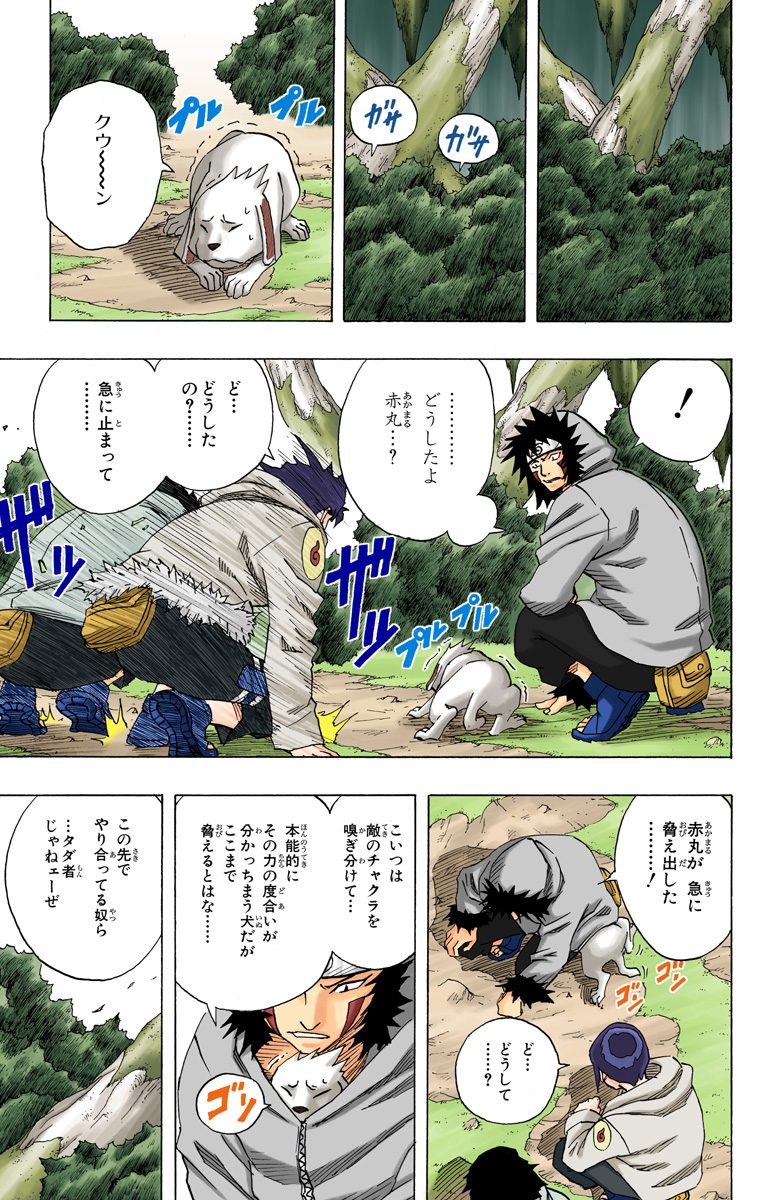 ガサ
ガサ
プル
プル
クウ〜〜ン
！
………
どうしたよ
赤丸…？
プル
プル
ザッ
ど…
どうした
の？……
急に止まって
………
ザッ
赤丸が 急に
脅え出した
………！
ゴソ
ゴソ
ど…
どうして
……？
こいつは
敵のチャクラを
嗅ぎ分けて…
本能的に
その力の度合いが
分かっちまう犬だが
ここまで
脅えるとはな……
ゴソ
この先で
やり合ってる奴ら
…タダ者
じゃねェーぜ